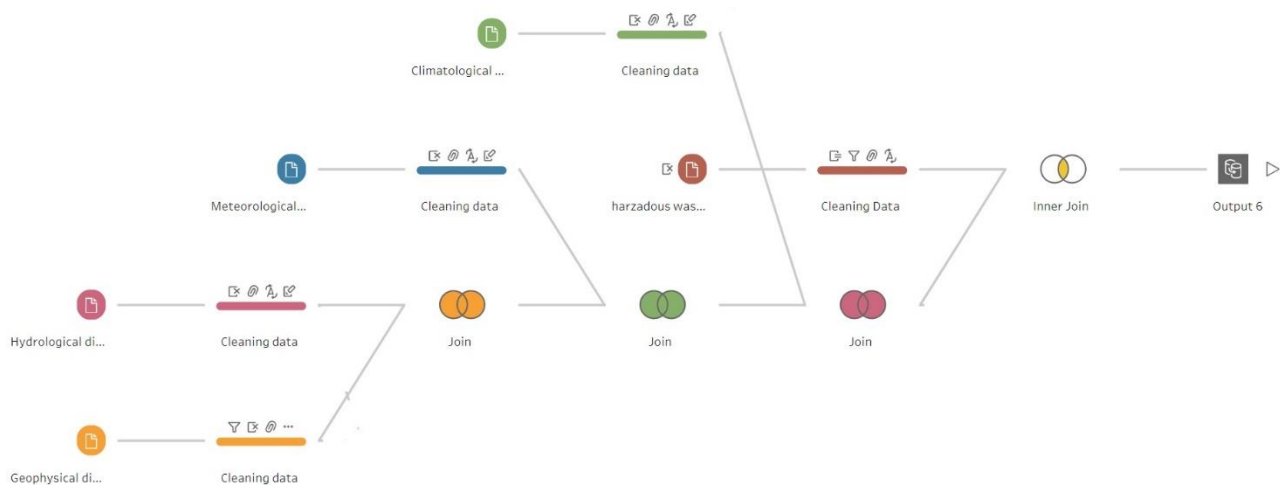 Climatological ...
Cleaning data
Meteorological...
Cleaning data
harzadous was...
Cleaning Data
Inner Join
Output 6
Hydrological di...
Cleaning data
Join
Join
Join
Geophysical di...
Cleaning data